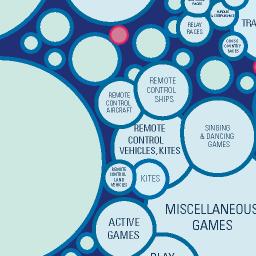 RACES
RELAY
RACES
TRA
CROSS
COUNTRY
RACES
REMOTE
CONTROL
SHIPS
REMOTE
CONTROL
AIRCRAFT
REMOTE
CONTROL
VEHICLES, KITES
SINGING
& DANCING
GAMES
REMOTE
CONTROL
LAND
VEHICLES
KITES
MISCELLANEOUS
GAMES
ACTIVE
GAMES
PLAY